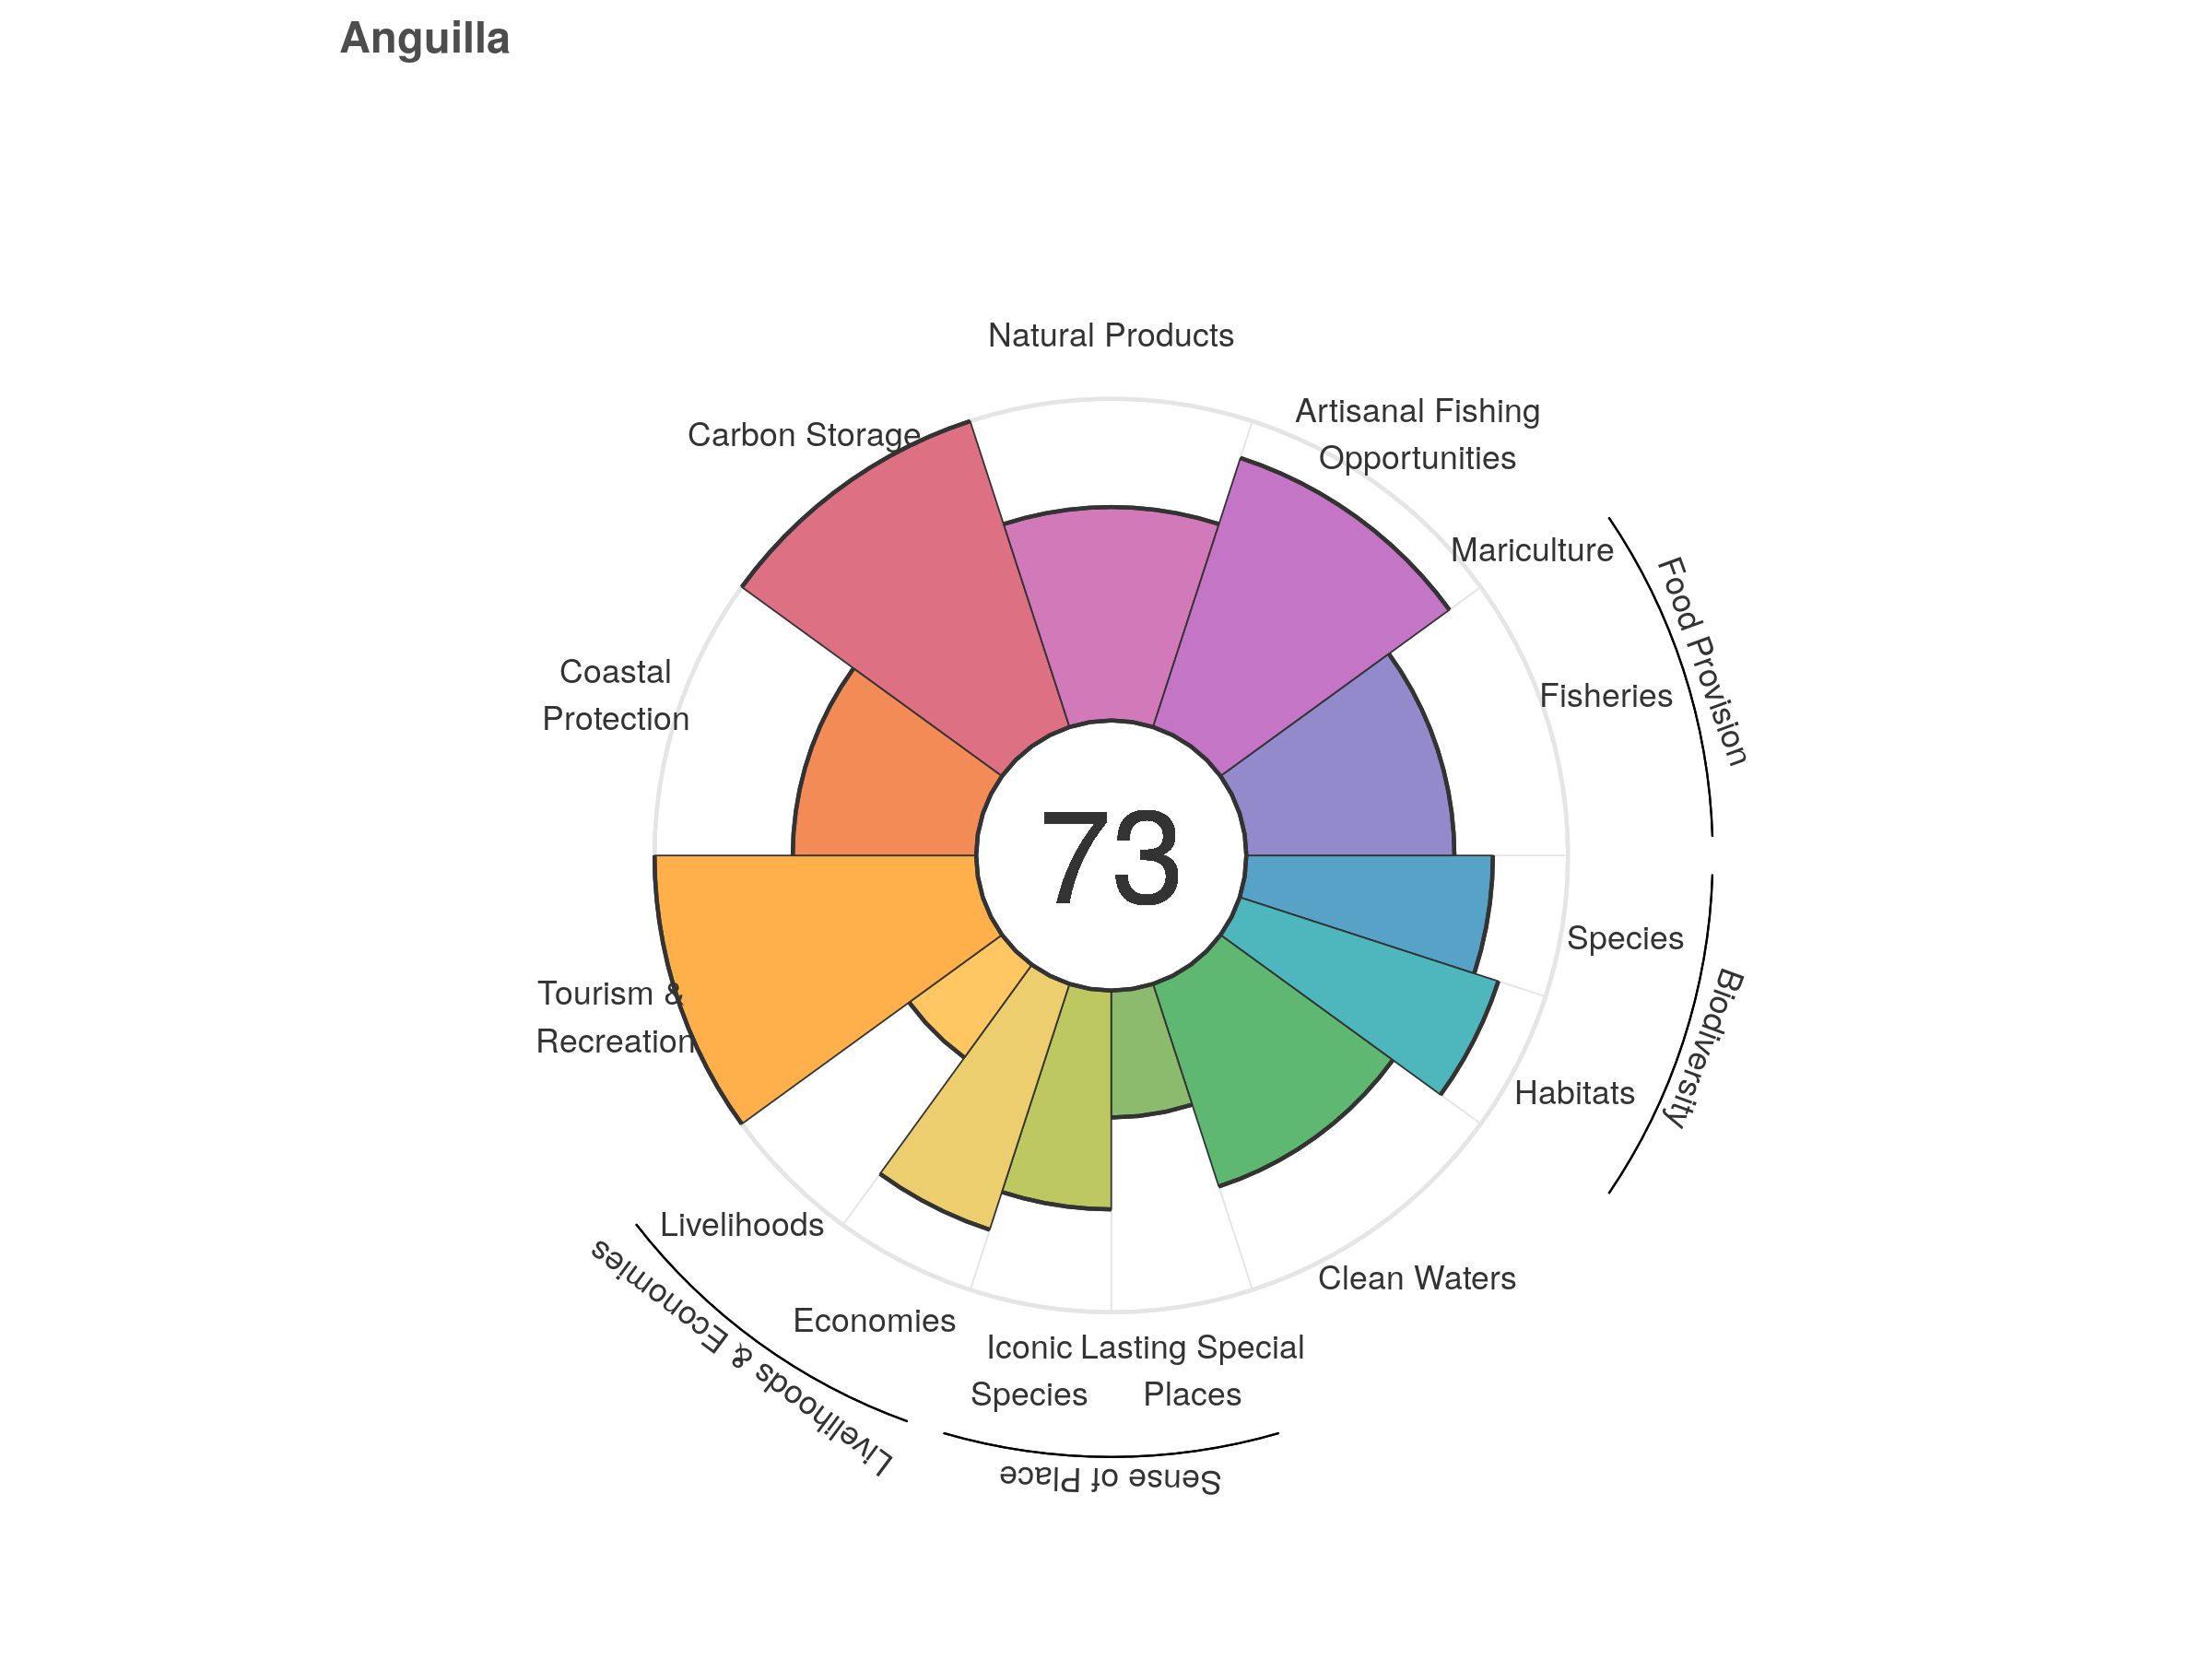 Anguilla
Natural Products
Artisanal Fishing
Opportunities
Carbon Storage
Mariculture
Food Provision
Coastal
Protection
Fisheries
73
Species
Biodiversity
Tourism &
Recreation
Habitats
Livelihoods
Clean Waters
Economies
Livelihoods & Economies
Iconic
Species
Lasting Special
Places
Sense of Place